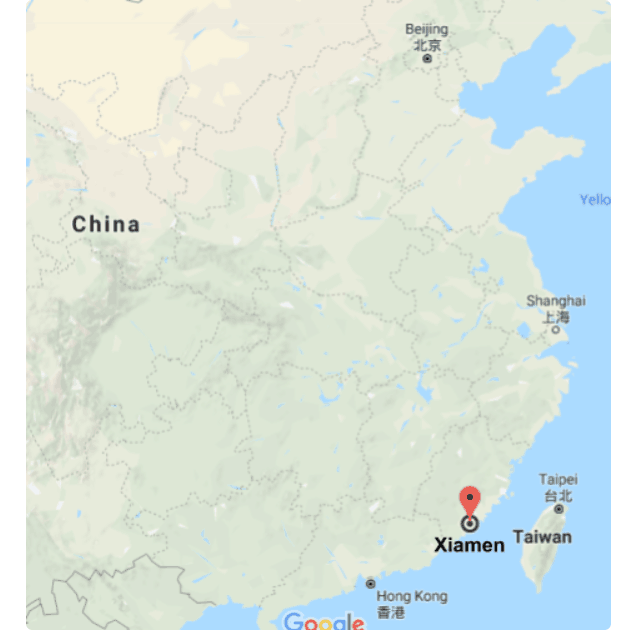 Beijing
北京
Yello
China
Shanghai
上海
Taipei
台北
Xiamen
Taiwan
Hong Kong
香港
Google